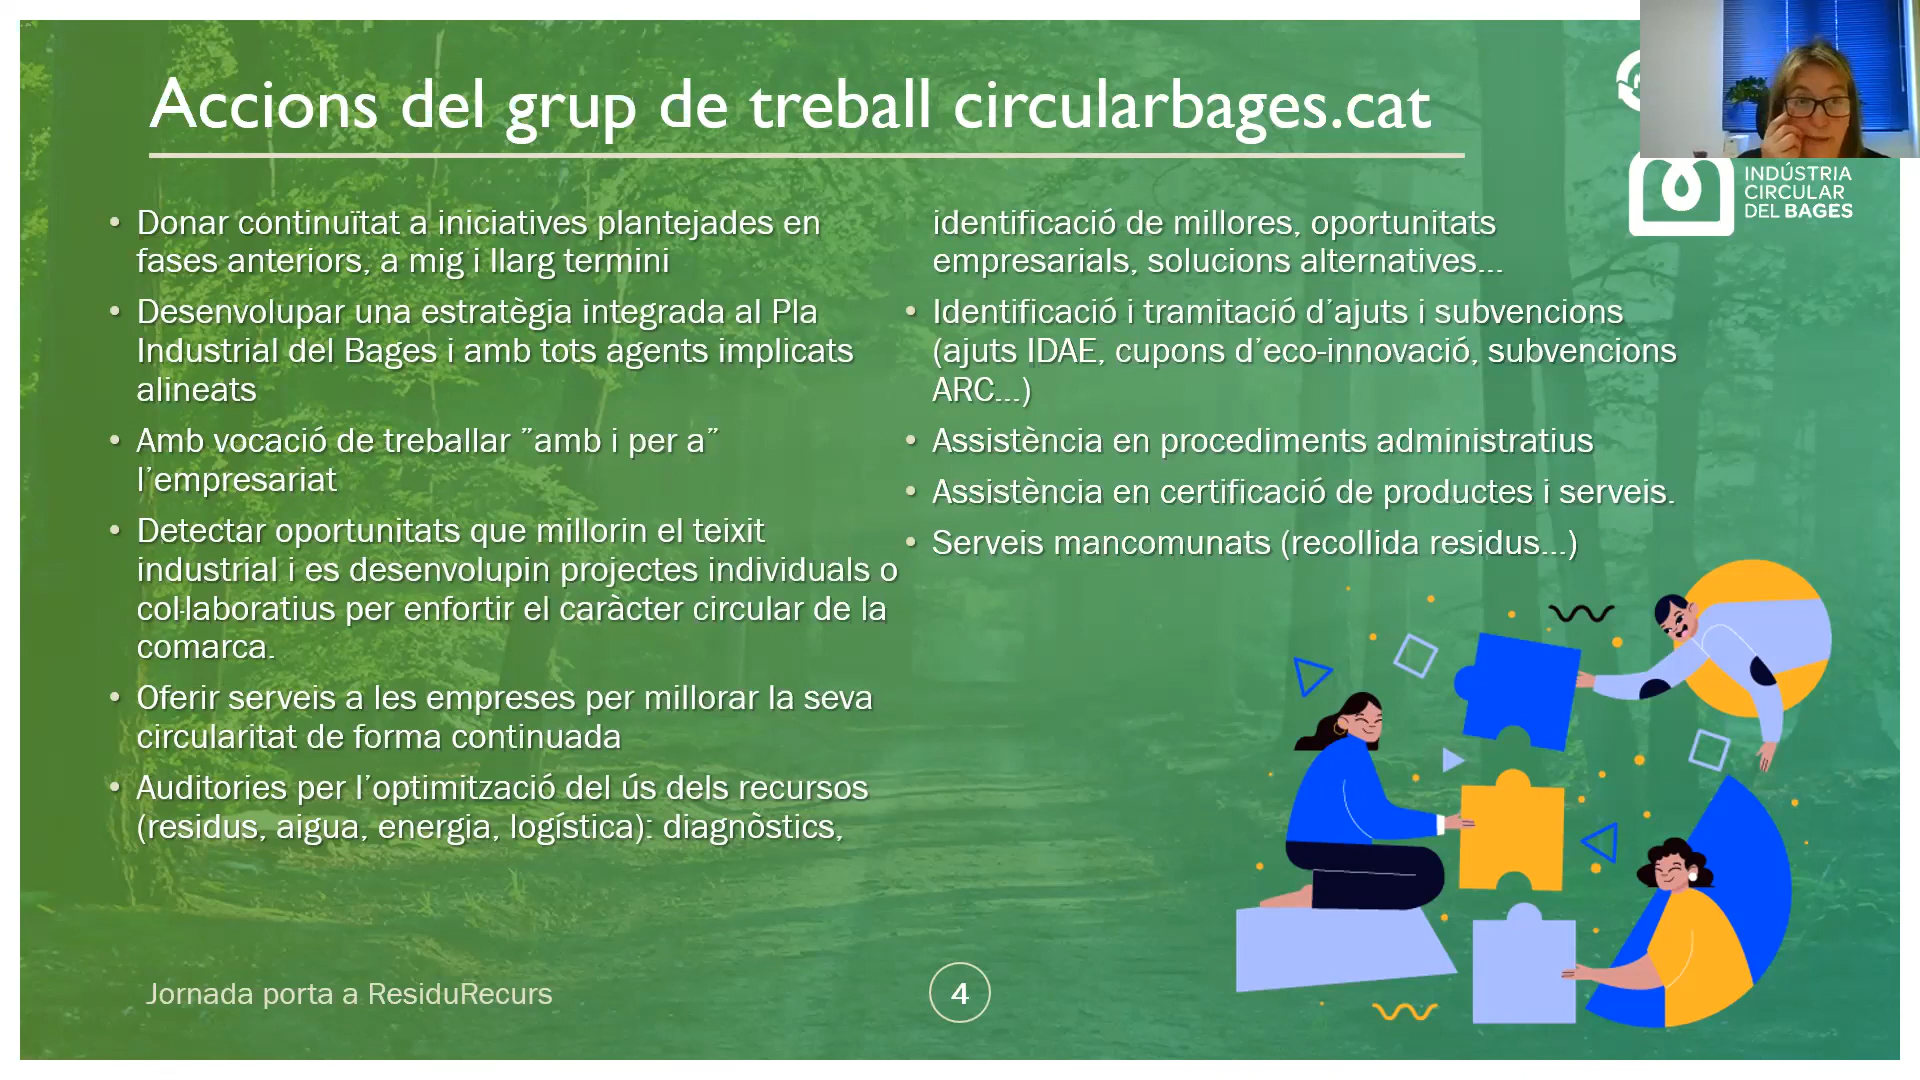 Accions del grup de treball circularbages.cat
• Donar continuïtat a iniciatives plantejades en
fases anteriors, a mig i llarg termini
• Desenvolupar una estratègia integrada al Pla
Industrial del Bages i amb tots agents implicats
alineats
• Amb vocació de treballar ”amb i per a”
l’empresariat
• Detectar oportunitats que millorin el teixit
industrial i es desenvolupin projectes individuals o
col·laboratius per enfortir el caràcter circular de la
comarca.
• Oferir serveis a les empreses per millorar la seva
circularitat de forma continuada
• Auditories per l’optimització del ús dels recursos
(residus, aigua, energia, logística): diagnòstics,
identificació de millores, oportunitats
empresarials, solucions alternatives...
• Identificació i tramitació d’ajuts i subvencions
(ajuts IDAE, cupons d’eco-innovació, subvencions
ARC...)
• Assistència en procediments administratius
• Assistència en certificació de productes i serveis.
• Serveis mancomunats (recollida residus...)
INDÚSTRIA
CIRCULAR
DEL BAGES
Jornada porta a ResiduRecurs
4